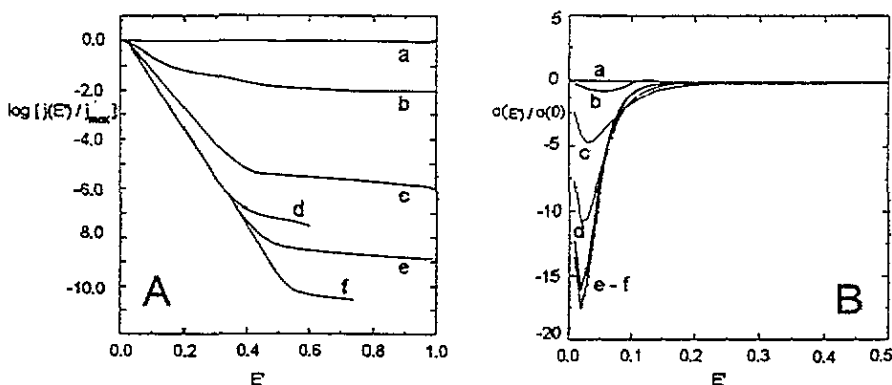 0.0
-2.0
-4.0
-6.0
-8.0
-10.0
log [ j(E') / j'max ]
a
b
c
d
e
f
A
0.0 0.2 0.4 0.6 0.8 1.0
E'
5
0
-5
-10
-15
-20
σ(E') / σ(0)
a
b
c
d
e - f
B
0.0 0.1 0.2 0.3 0.4 0.5
E'